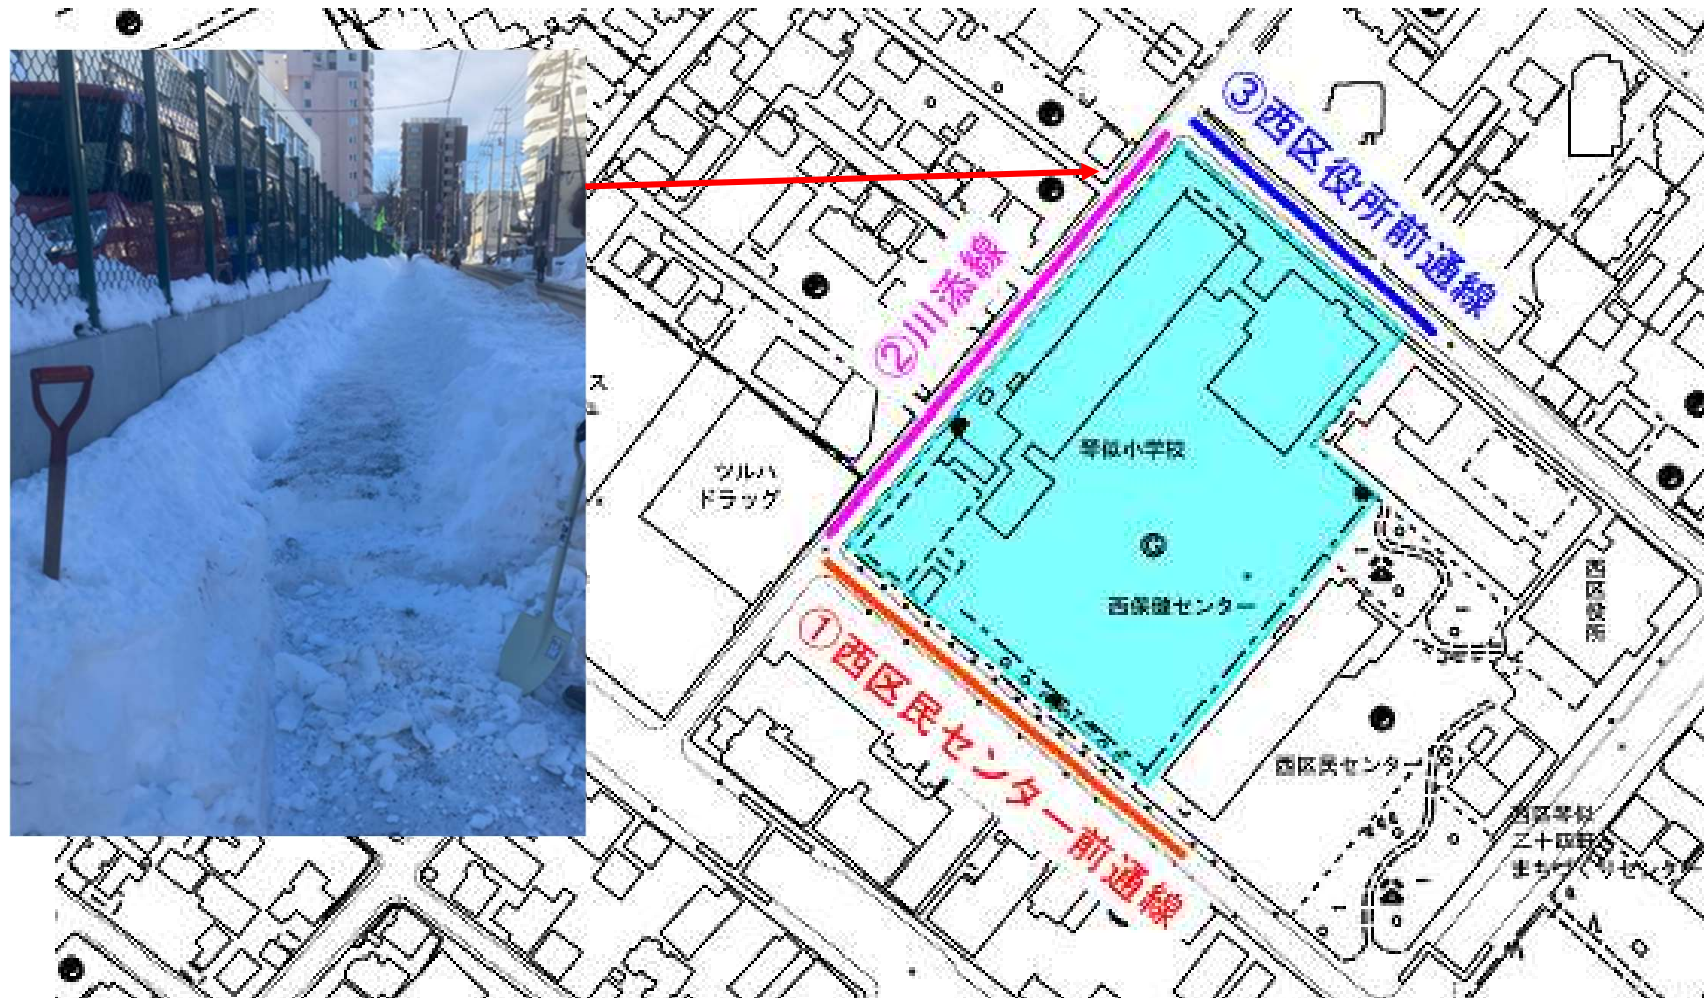 ③西区役所前通線
②川添線
ス
ツルハ
ドラッグ
琴似小学校
G
西保健センター
西区役所
①西区民センター前通線
西区民センター
西区琴似
二十四軒
まちづくりセンター